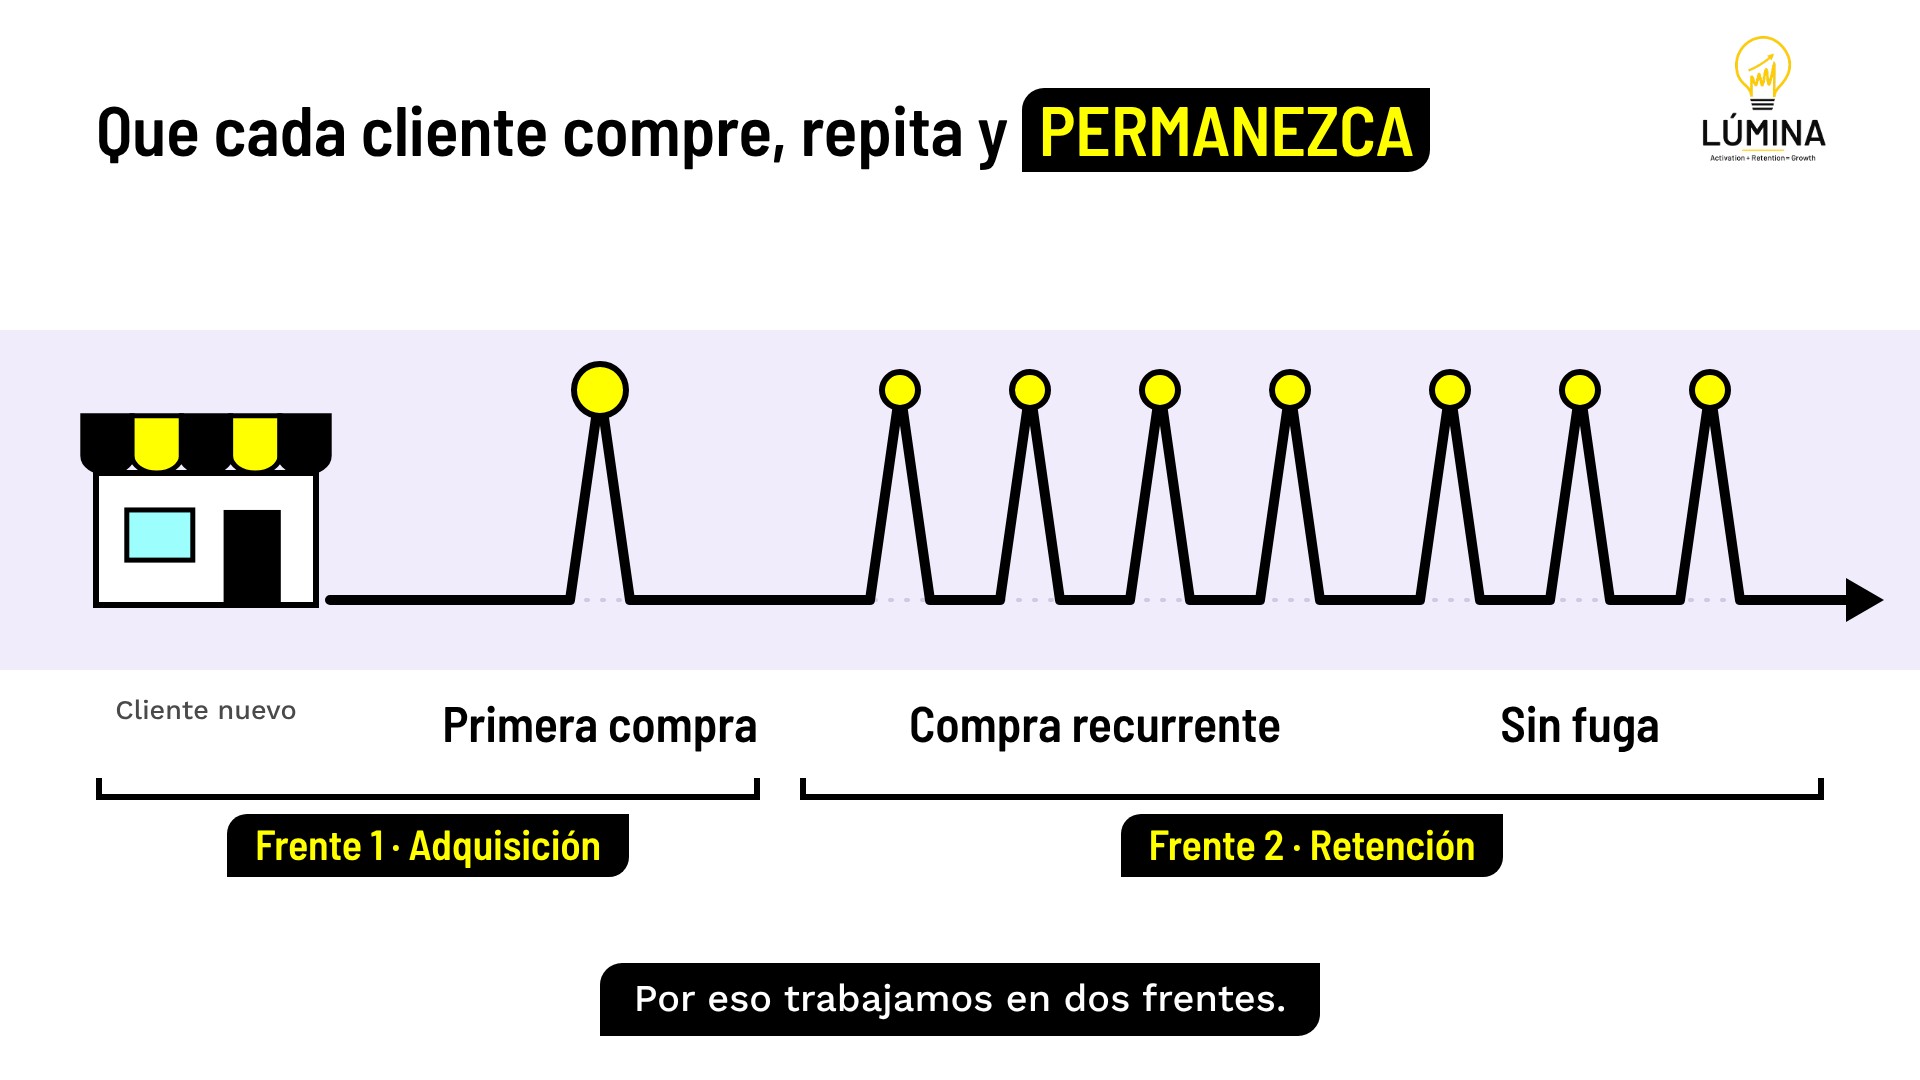 Que cada cliente compre, repita y PERMANEZCA
LÚMINA
Activation + Retention = Growth
Cliente nuevo
Primera compra
Compra recurrente
Sin fuga
Frente 1 · Adquisición
Frente 2 · Retención
Por eso trabajamos en dos frentes.